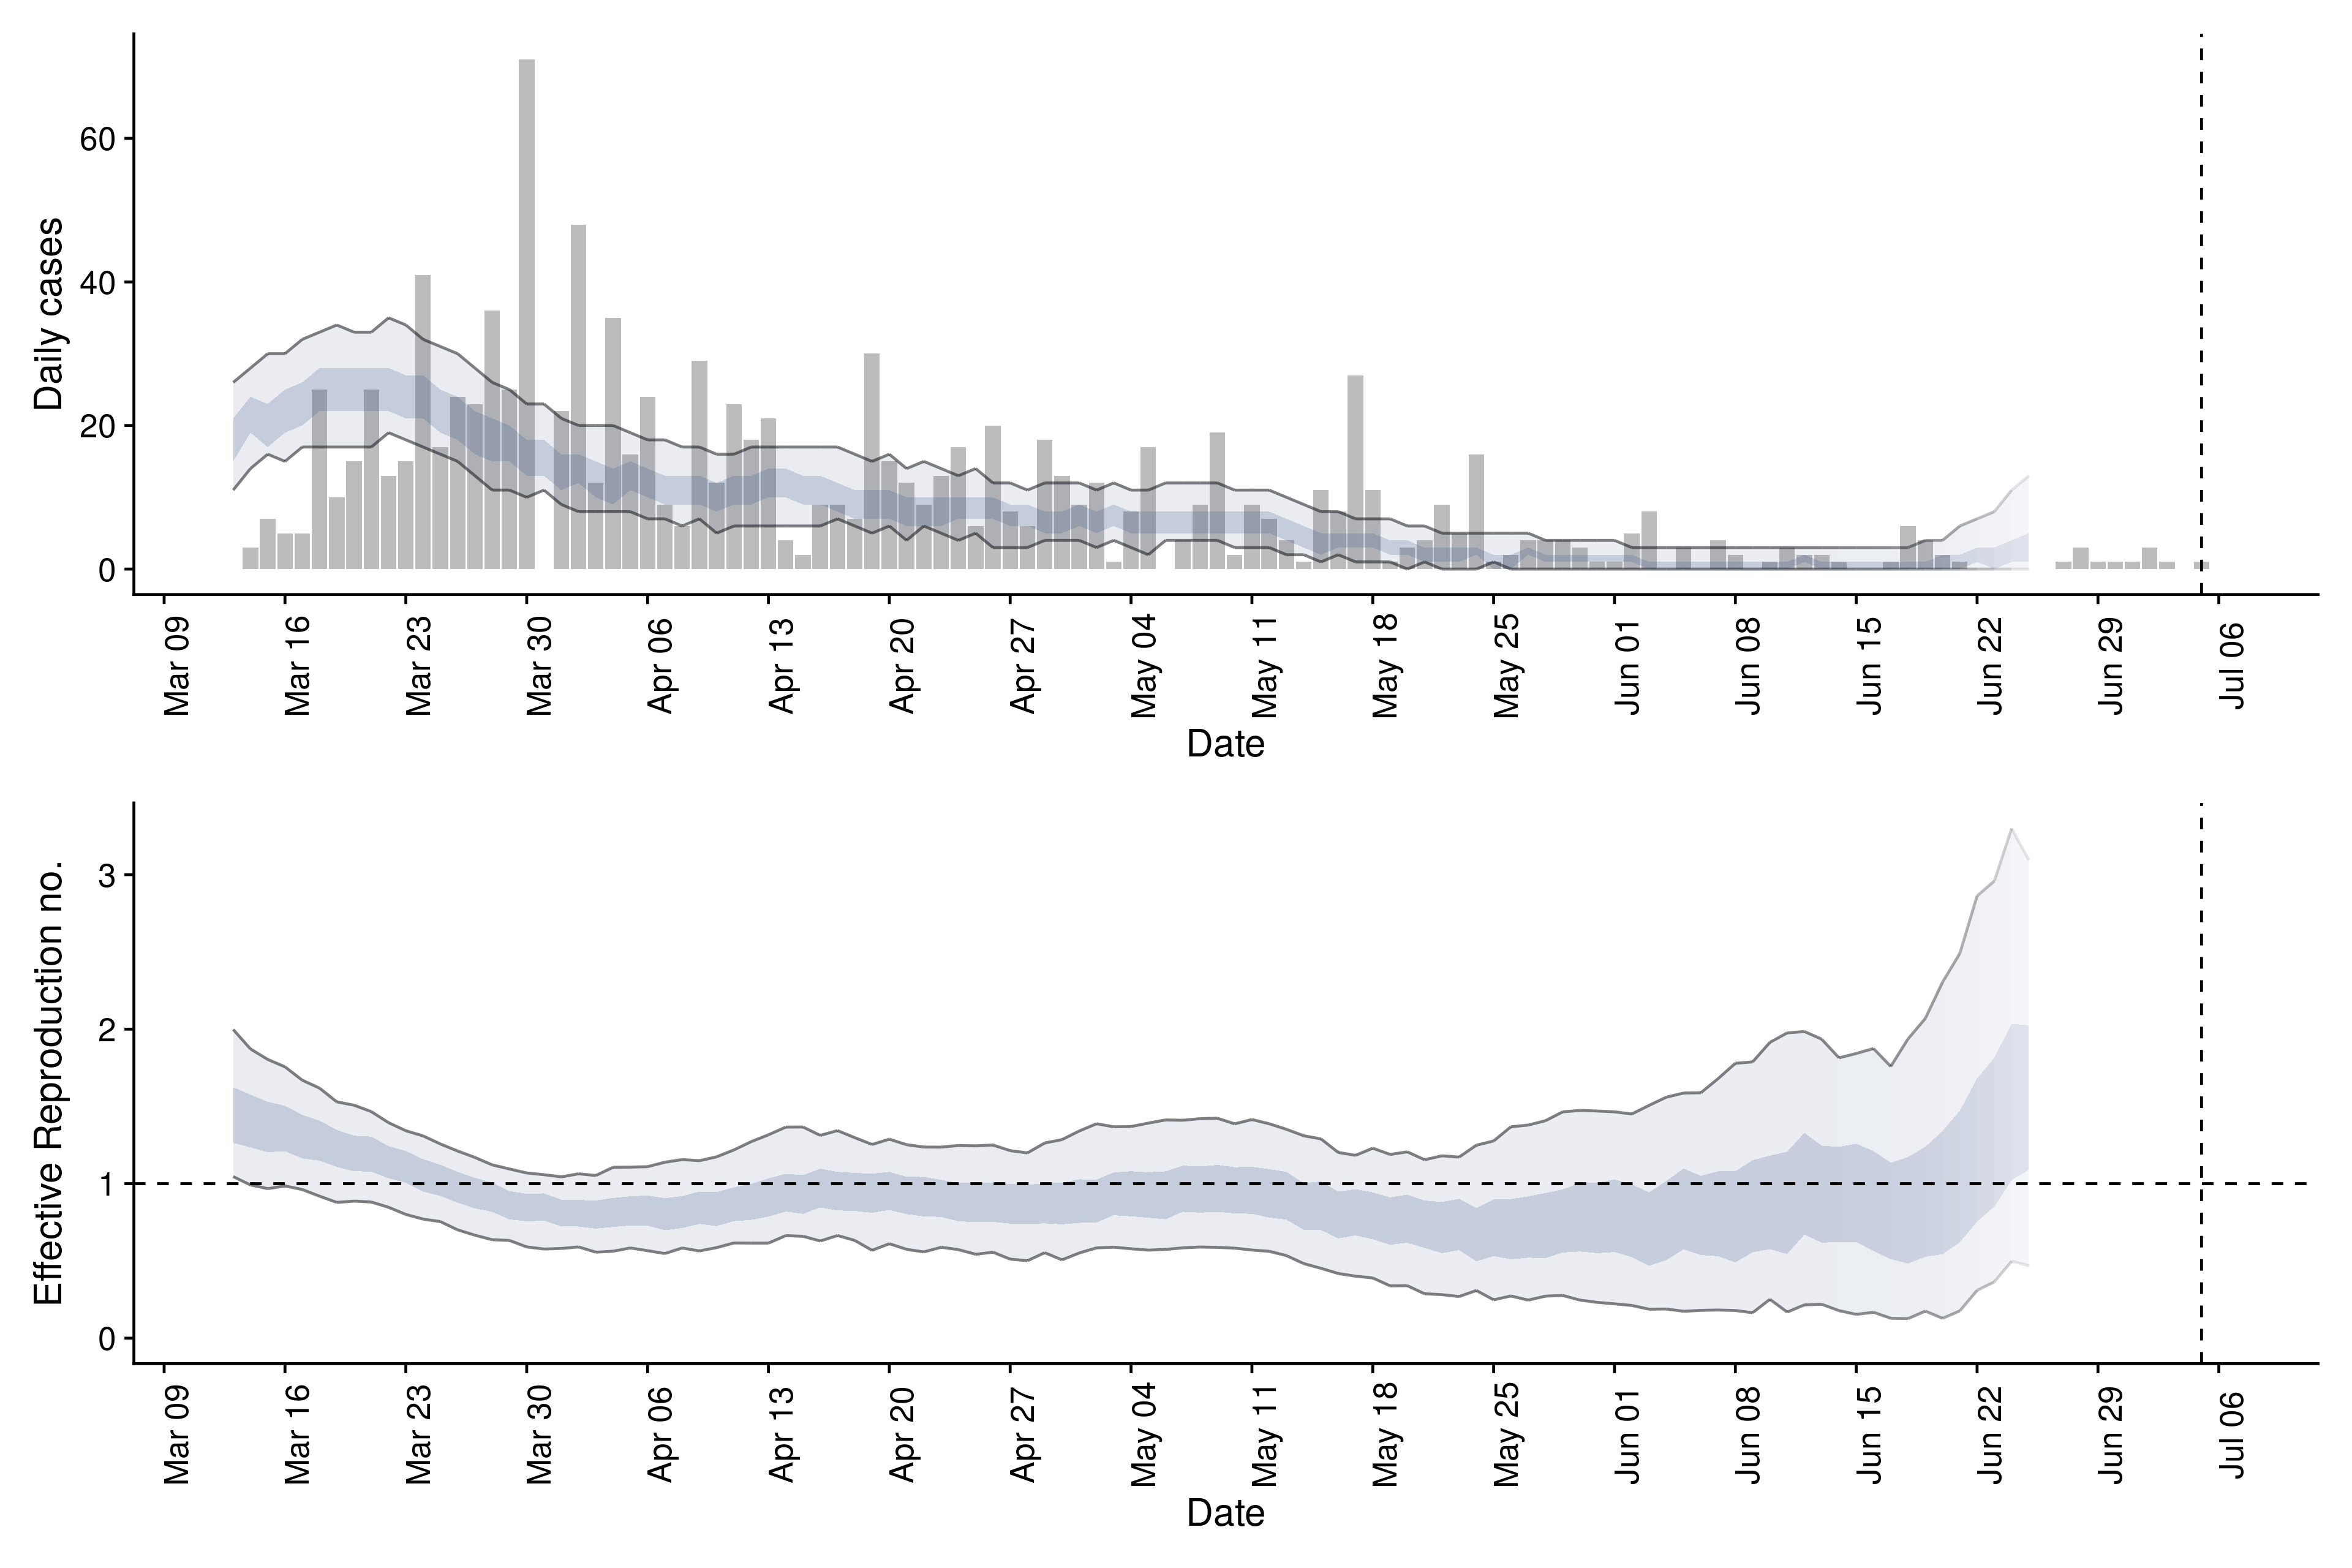 Daily cases
60
40
20
0
Mar 09
Mar 16
Mar 23
Mar 30
Apr 06
Apr 13
Apr 20
Apr 27
May 04
May 11
May 18
May 25
Jun 01
Jun 08
Jun 15
Jun 22
Jun 29
Jul 06
Date
Effective Reproduction no.
3
2
1
0
Mar 09
Mar 16
Mar 23
Mar 30
Apr 06
Apr 13
Apr 20
Apr 27
May 04
May 11
May 18
May 25
Jun 01
Jun 08
Jun 15
Jun 22
Jun 29
Jul 06
Date